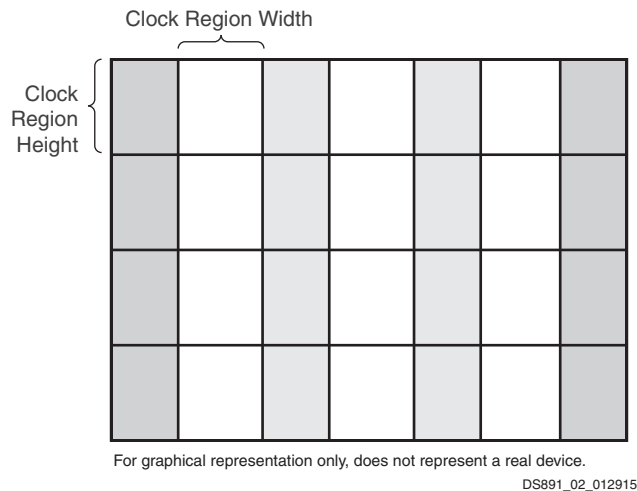 Clock Region Width
Clock
Region
Height
For graphical representation only, does not represent a real device.
DS891_02_012915